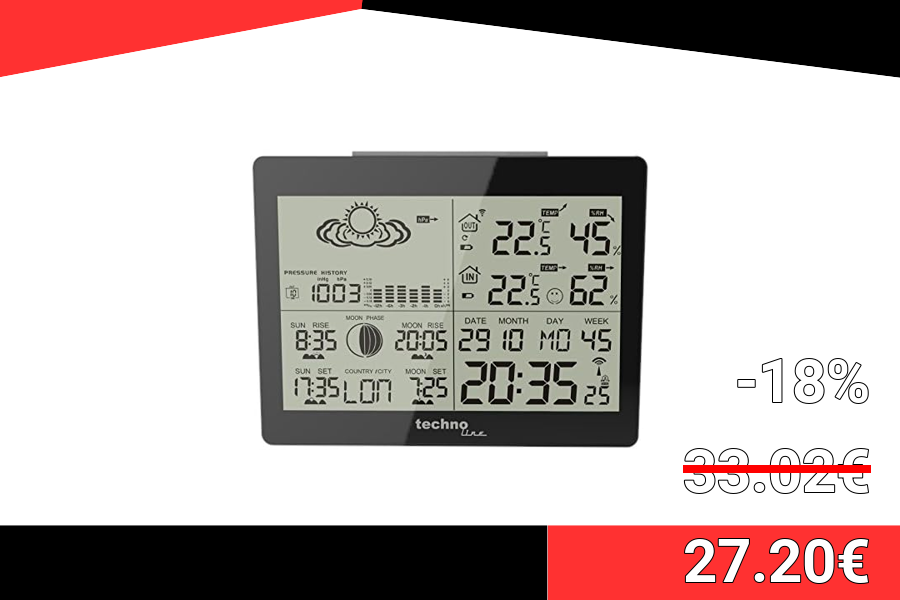 hPa
OUT
TEMP
%RH
22.5
°C
45%
PRESSURE HISTORY
mmHg hPa
1003
IN
TEMP
%RH
22.5
°C
62%
SUN RISE
MOON PHASE
MOON RISE
8:35
20:05
SUN SET
COUNTRY/CITY
MOON SET
17:35
LON
7:25
DATE MONTH DAY WEEK
29 10 MO 45
20:35 25
techno
line
-18%
33.02€
27.20€